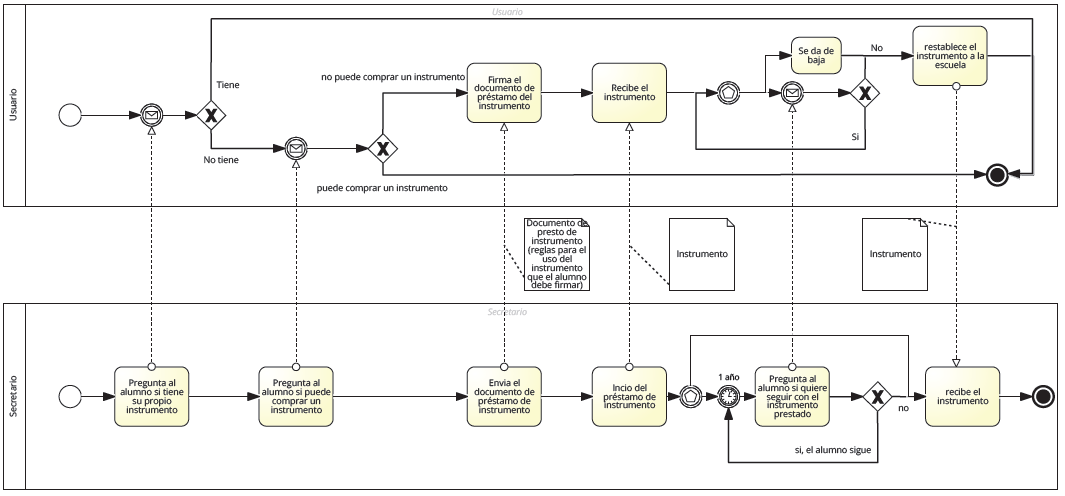 Usuario
Usuario
Tiene
No tiene
no puede comprar un instrumento
puede comprar un instrumento
Firma el
documento de
préstamo del
instrumento
Recibe el
instrumento
Se da de
baja
No
Si
restablece el
instrumento a la
escuela
Documento de
presto de
instrumento
(reglas para el
uso del
instrumento
que el alumno
debe firmar)
Instrumento
Instrumento
Secretario
Secretario
Pregunta al
alumno si tiene
su propio
instrumento
Pregunta al
alumno si puede
comprar un
instrumento
Envia el
documento de
préstamo de
instrumento
Incio del
préstamo de
instrumento
1 año
Pregunta al
alumno si quiere
seguir con el
instrumento
prestado
no
si, el alumno sigue
recibe el
instrumento